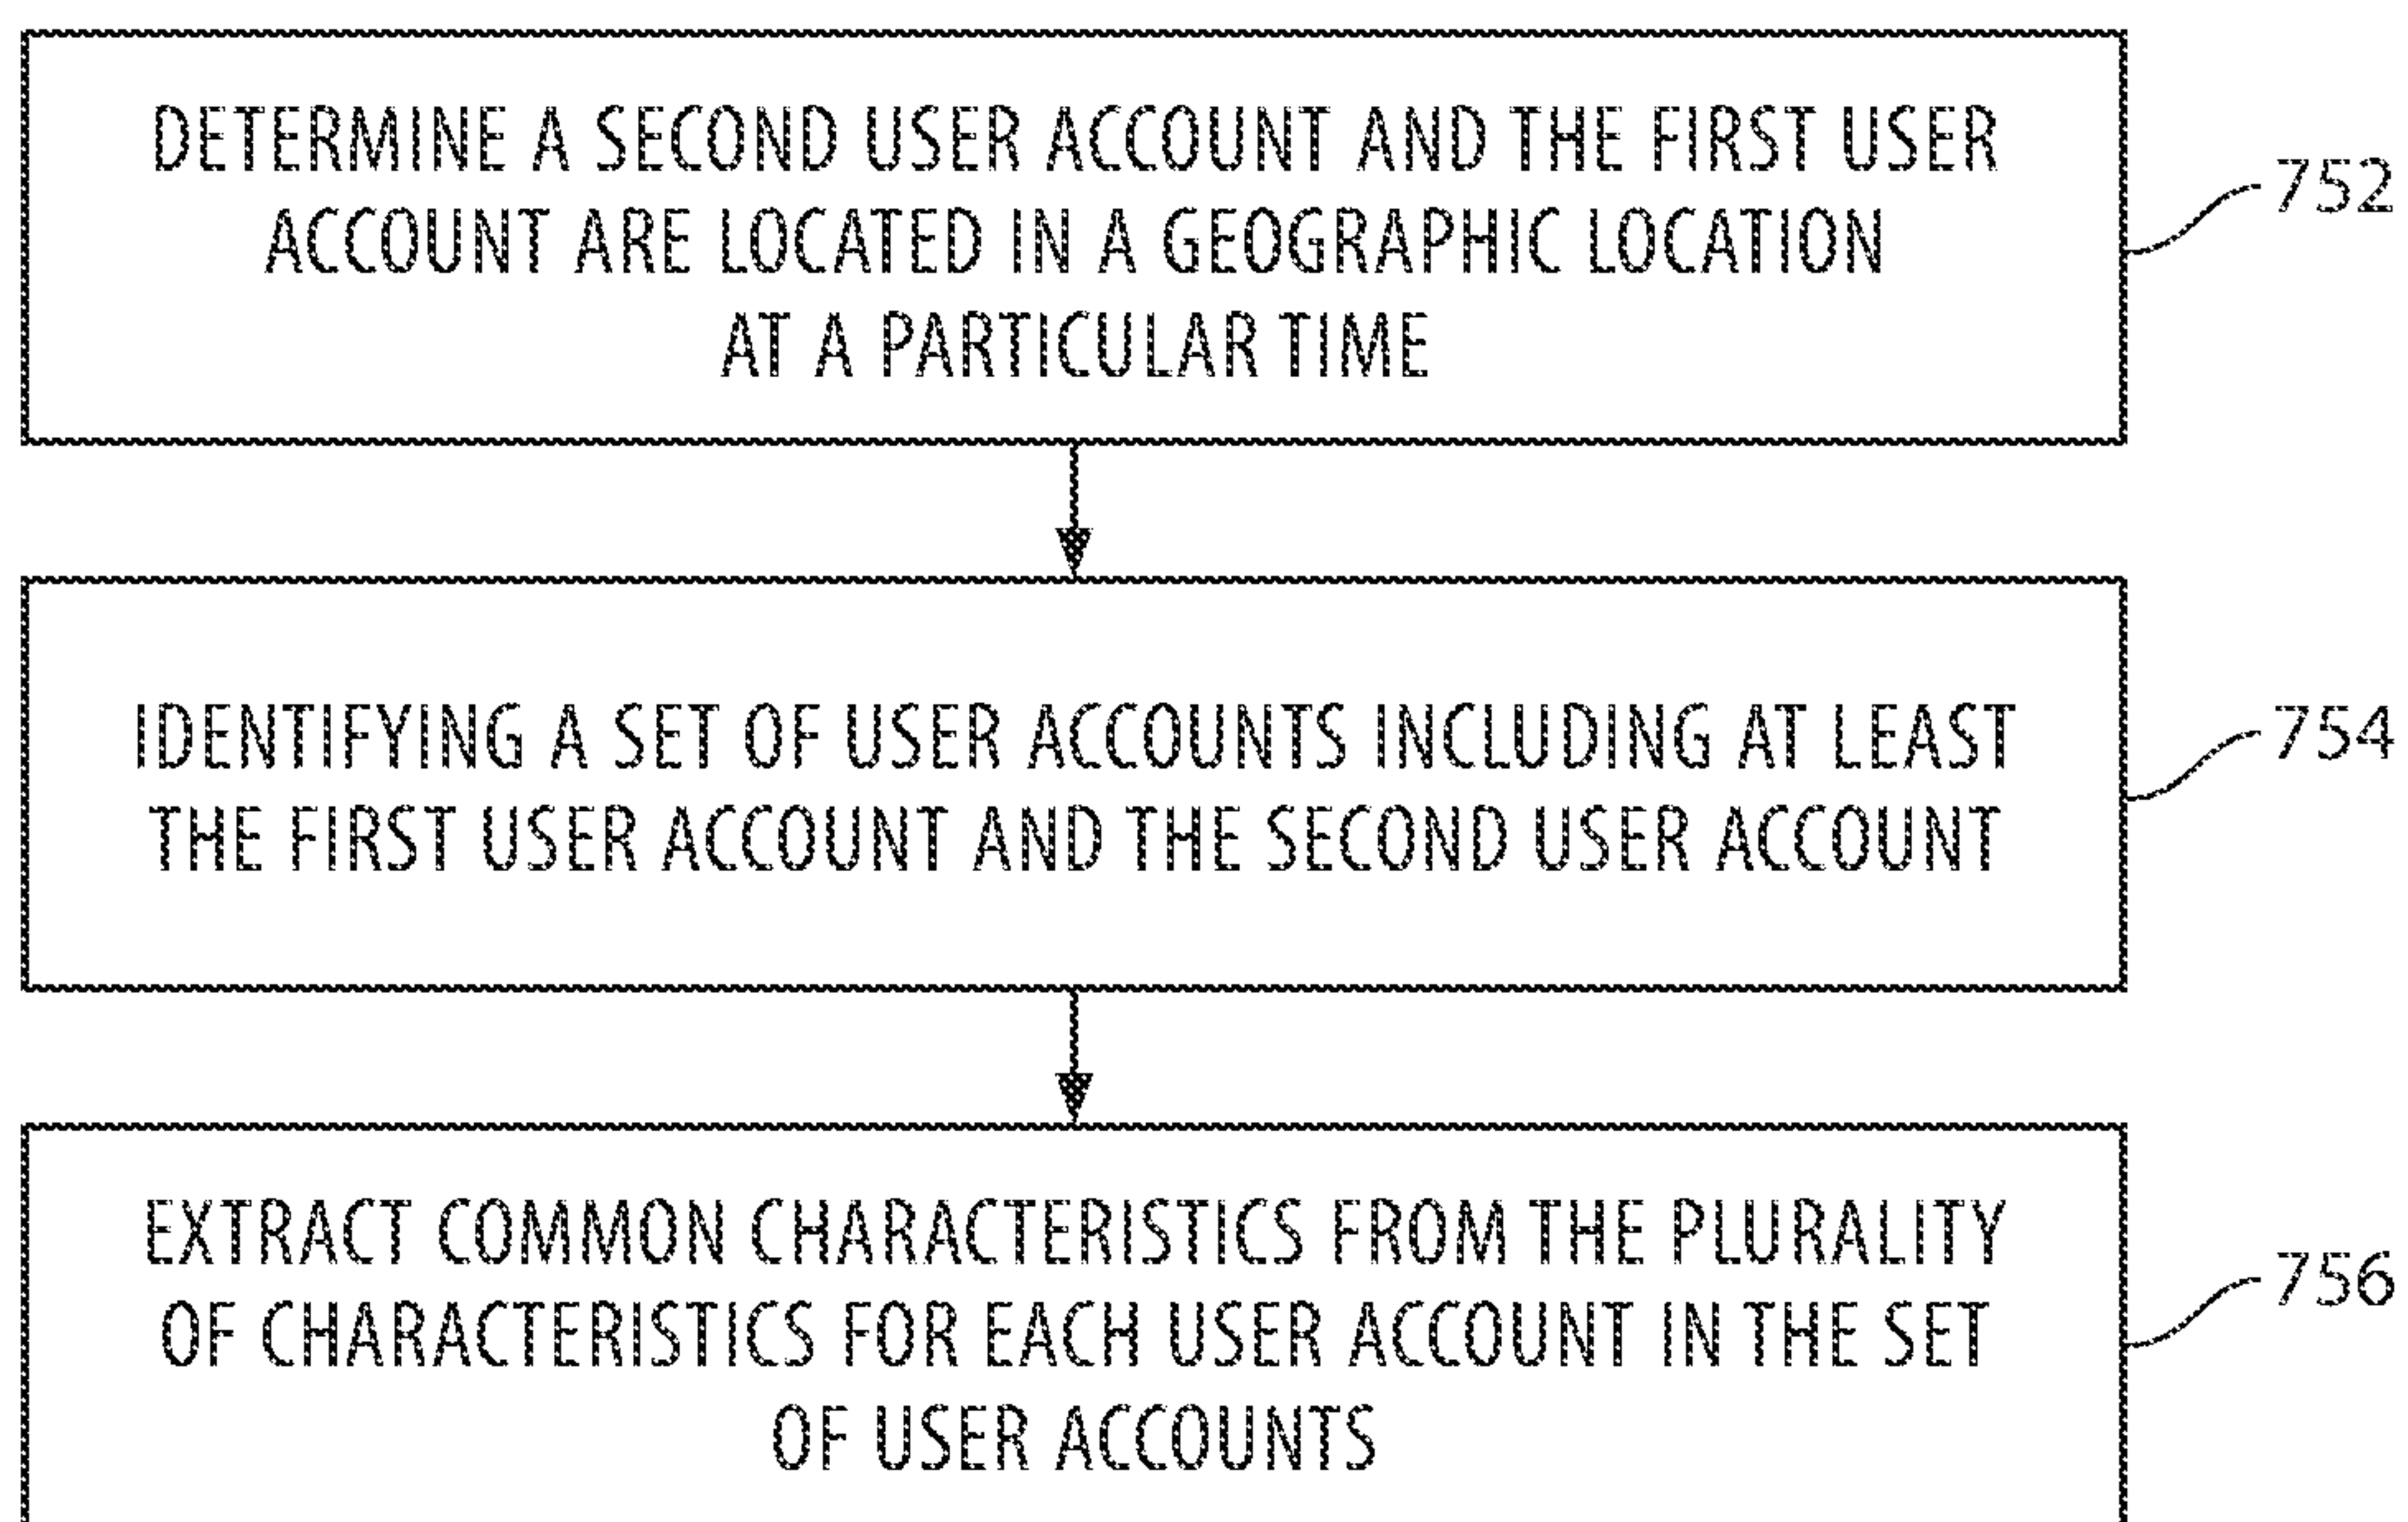 DETERMINE A SECOND USER ACCOUNT AND THE FIRST USER
ACCOUNT ARE LOCATED IN A GEOGRAPHIC LOCATION
AT A PARTICULAR TIME
752
IDENTIFYING A SET OF USER ACCOUNTS INCLUDING AT LEAST
THE FIRST USER ACCOUNT AND THE SECOND USER ACCOUNT
754
EXTRACT COMMON CHARACTERISTICS FROM THE PLURALITY
OF CHARACTERISTICS FOR EACH USER ACCOUNT IN THE SET
OF USER ACCOUNTS
756